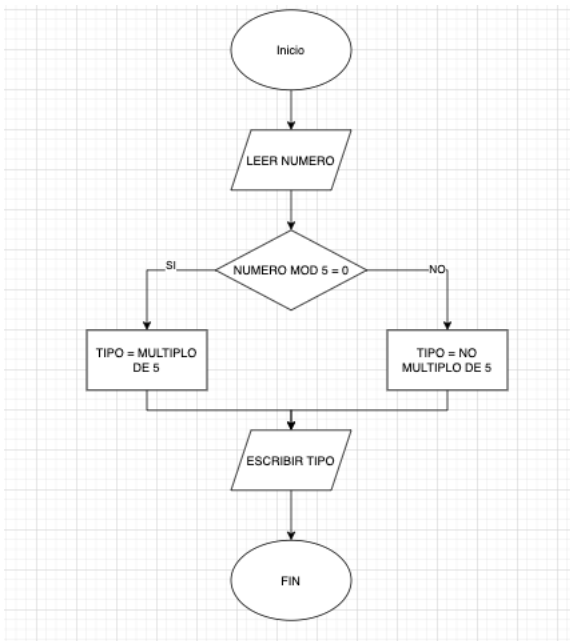 Inicio
LEER NUMERO
NUMERO MOD 5 = 0
SI
NO
TIPO = MULTIPLO
DE 5
TIPO = NO
MULTIPLO DE 5
ESCRIBIR TIPO
FIN